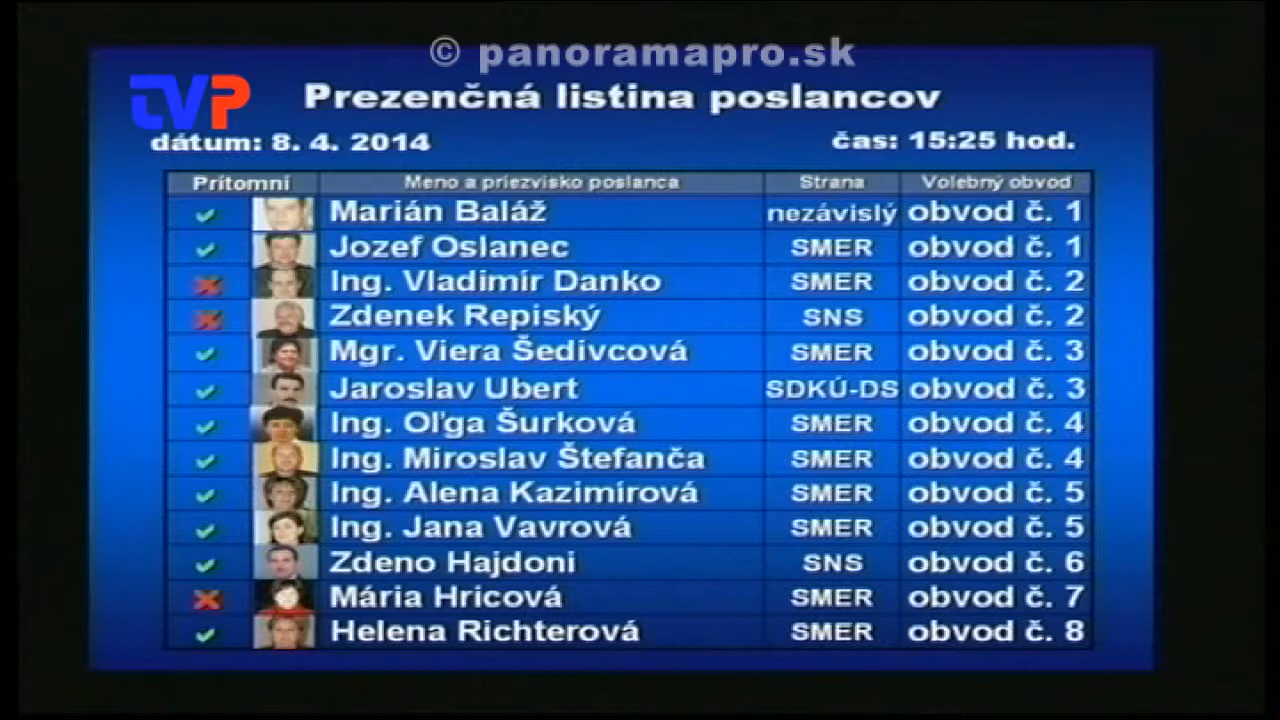 © panoramapro.sk
TVP
Prezenčná listina poslancov
dátum: 8. 4. 2014 čas: 15:25 hod.
Prítomní Meno a priezvisko poslanca Strana Volebný obvod
Marián Baláž nezávislý obvod č. 1
Jozef Oslanec SMER obvod č. 1
Ing. Vladimír Danko SMER obvod č. 2
Zdenek Repiský SNS obvod č. 2
Mgr. Viera Šedivcová SMER obvod č. 3
Jaroslav Ubert SDKÚ-DS obvod č. 3
Ing. Oľga Šurková SMER obvod č. 4
Ing. Miroslav Štefanča SMER obvod č. 4
Ing. Alena Kazimírová SMER obvod č. 5
Ing. Jana Vavrová SMER obvod č. 5
Zdeno Hajdoni SNS obvod č. 6
Mária Hricová SMER obvod č. 7
Helena Richterová SMER obvod č. 8